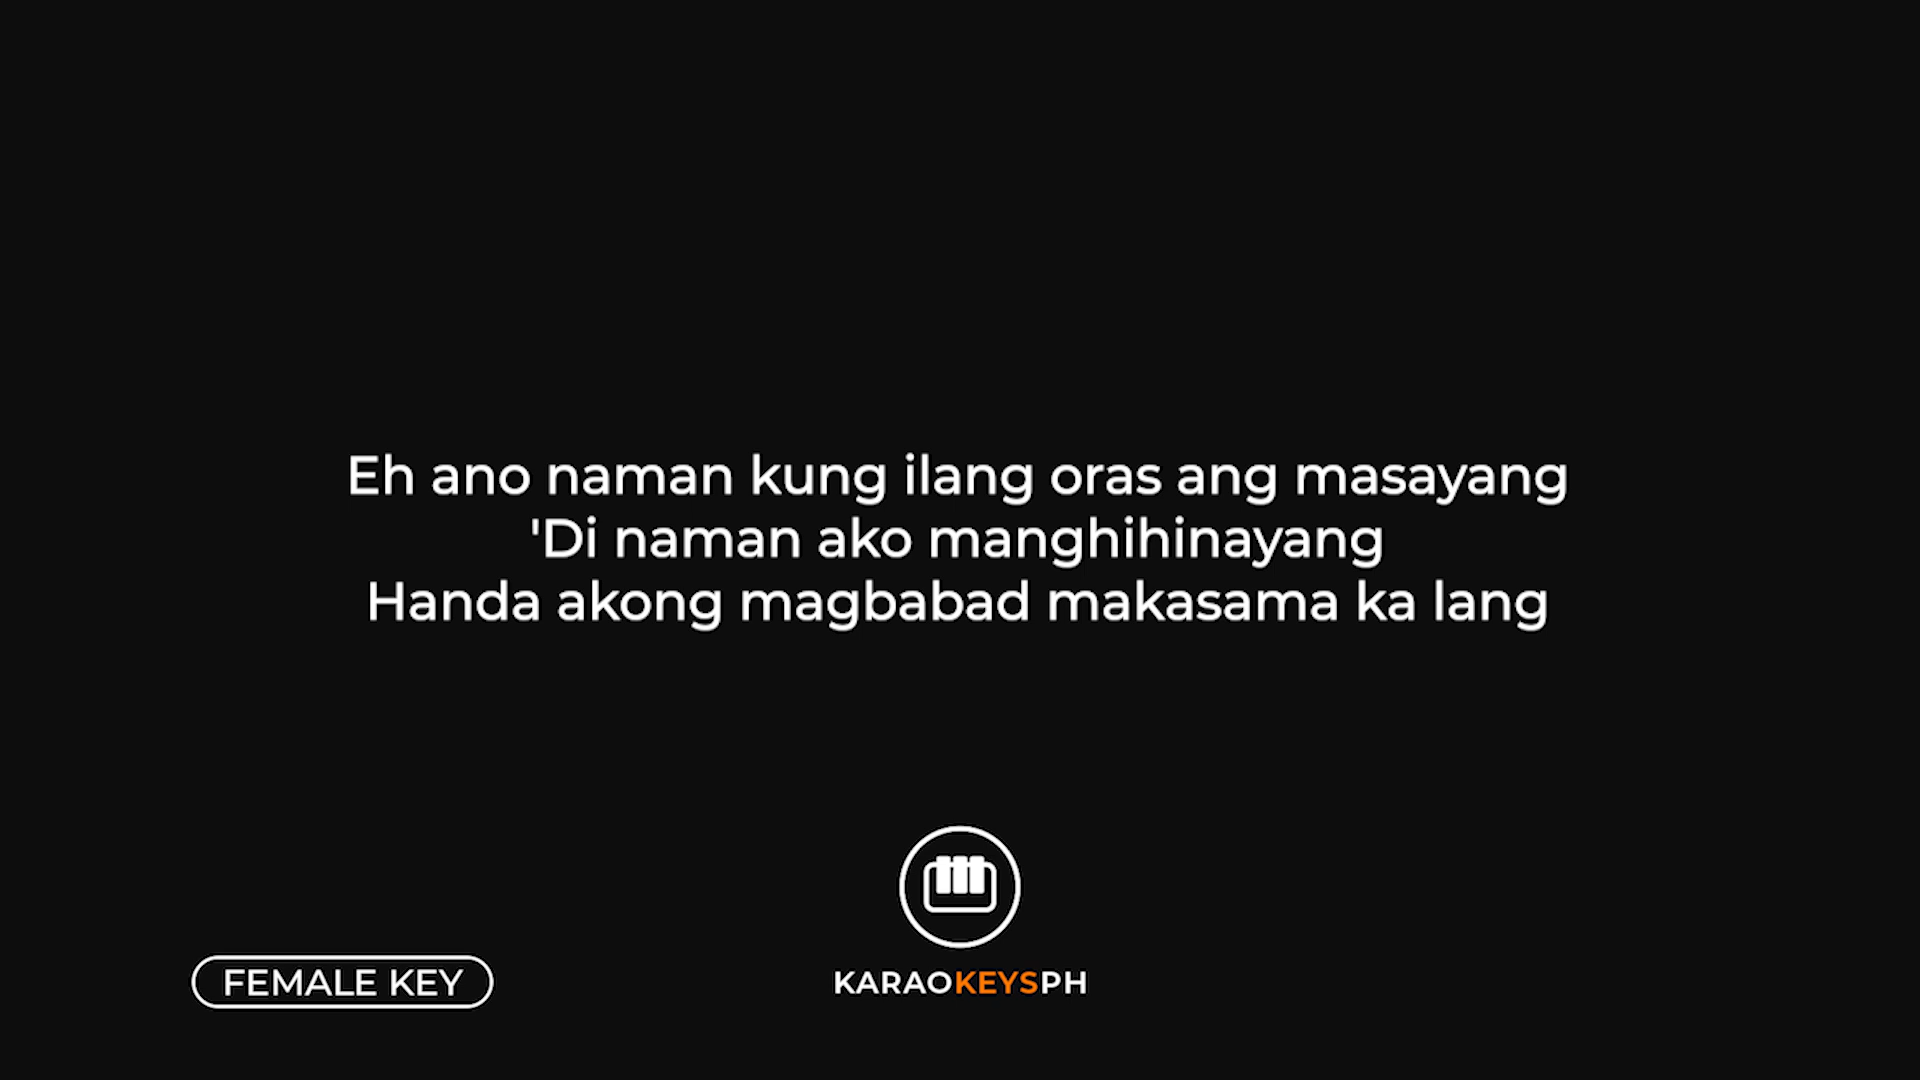 Eh ano naman kung ilang oras ang masayang
'Di naman ako manghihinayang
Handa akong magbabad makasama ka lang
FEMALE KEY
KARAOKEYSPH